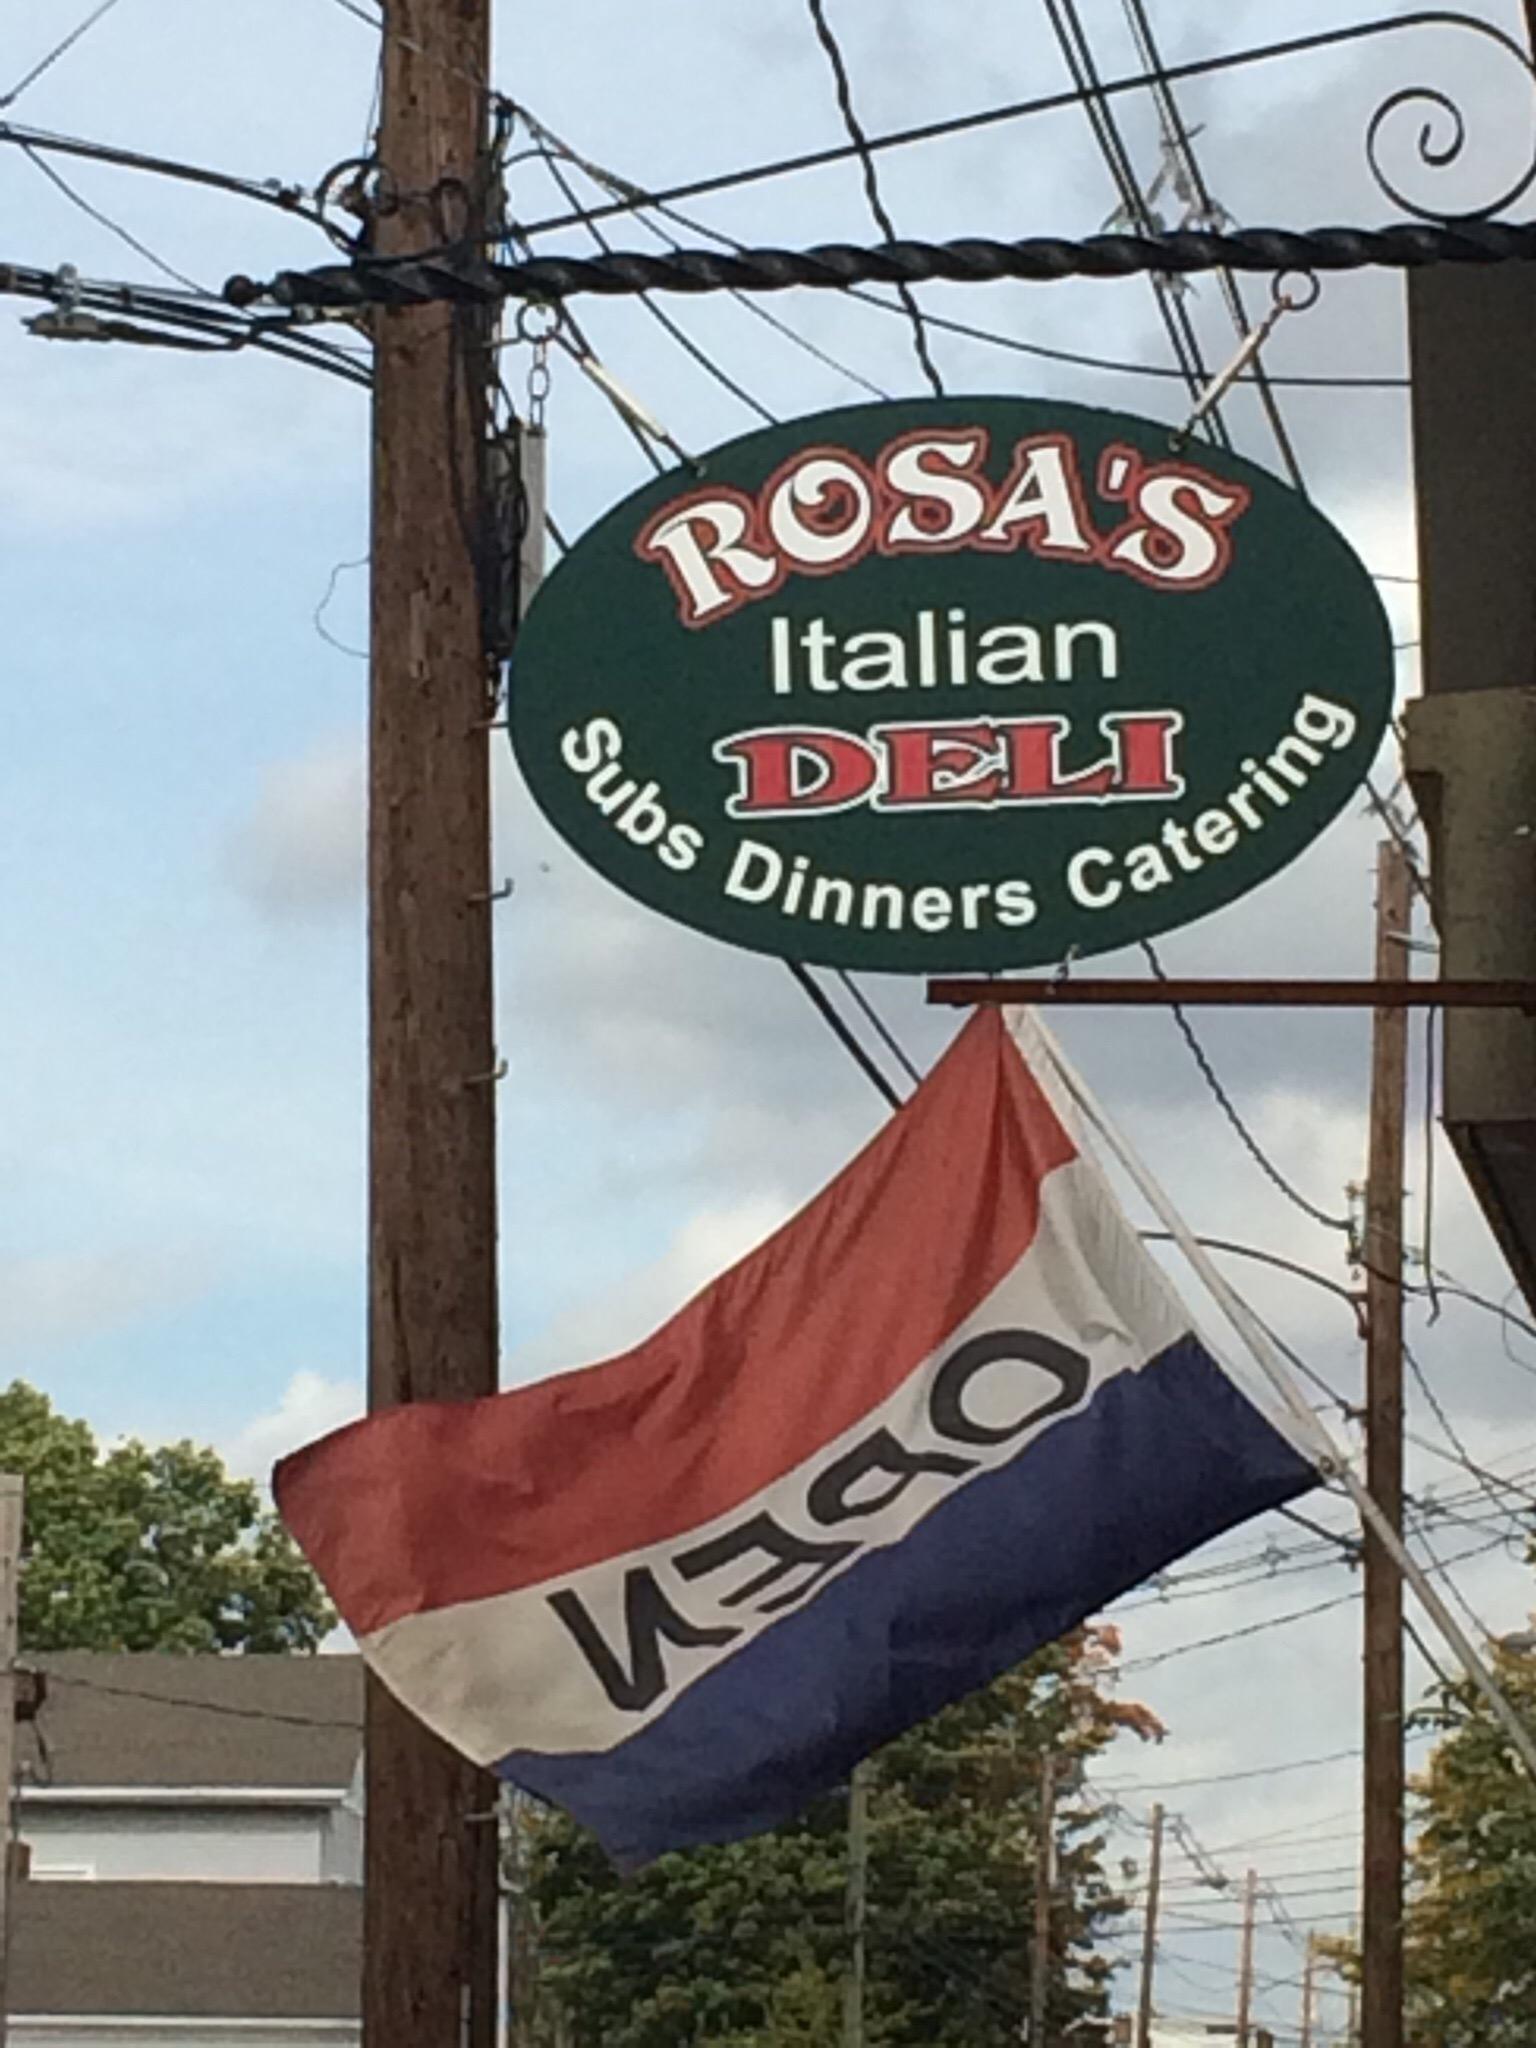 ROSA'S
Italian
DELI
Subs Dinners Catering
OPEN